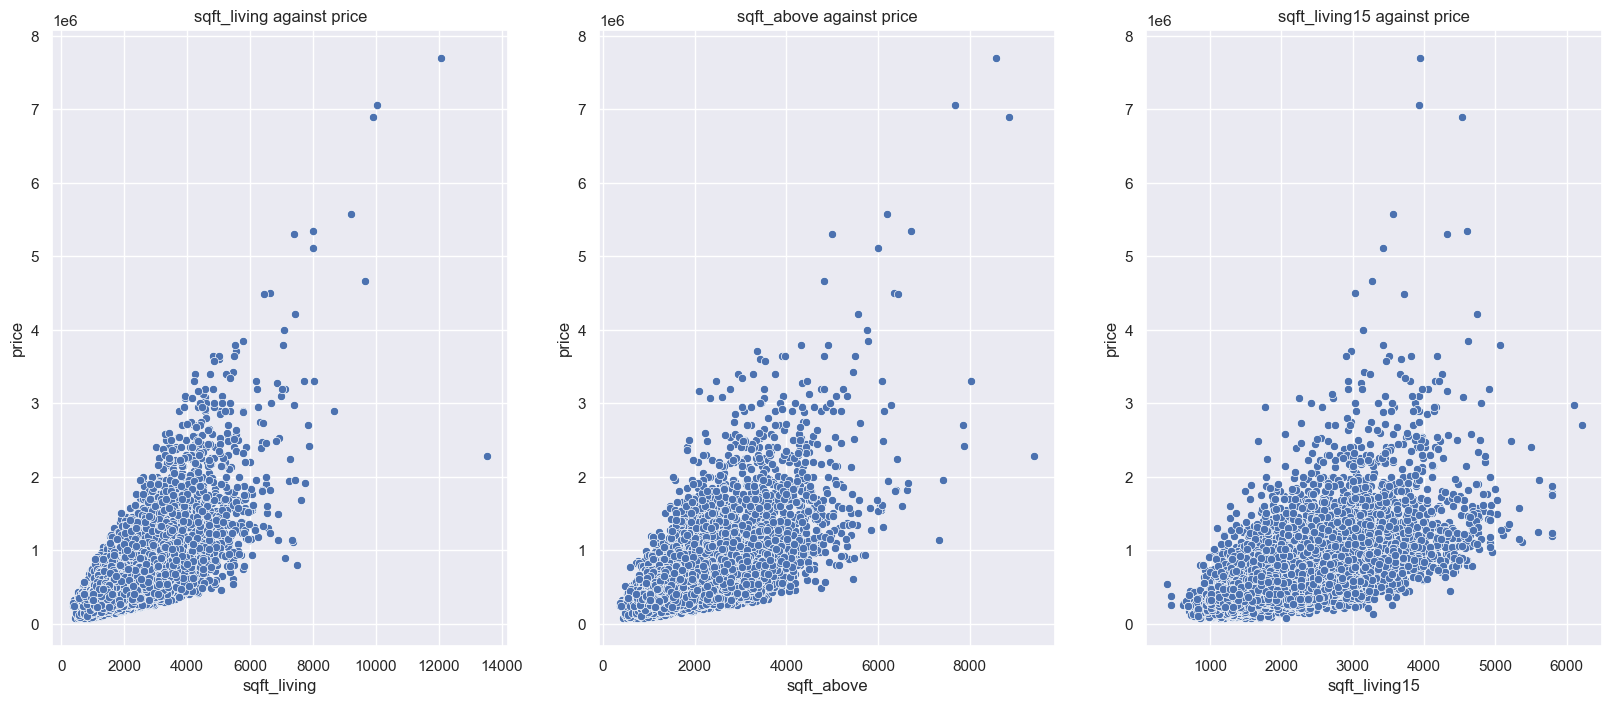 sqft_living against price
1e6
8
7
6
5
4
3
2
1
0
price
0 2000 4000 6000 8000 10000 12000 14000
sqft_living
sqft_above against price
1e6
8
7
6
5
4
3
2
1
0
price
0 2000 4000 6000 8000
sqft_above
sqft_living15 against price
1e6
8
7
6
5
4
3
2
1
0
price
1000 2000 3000 4000 5000 6000
sqft_living15